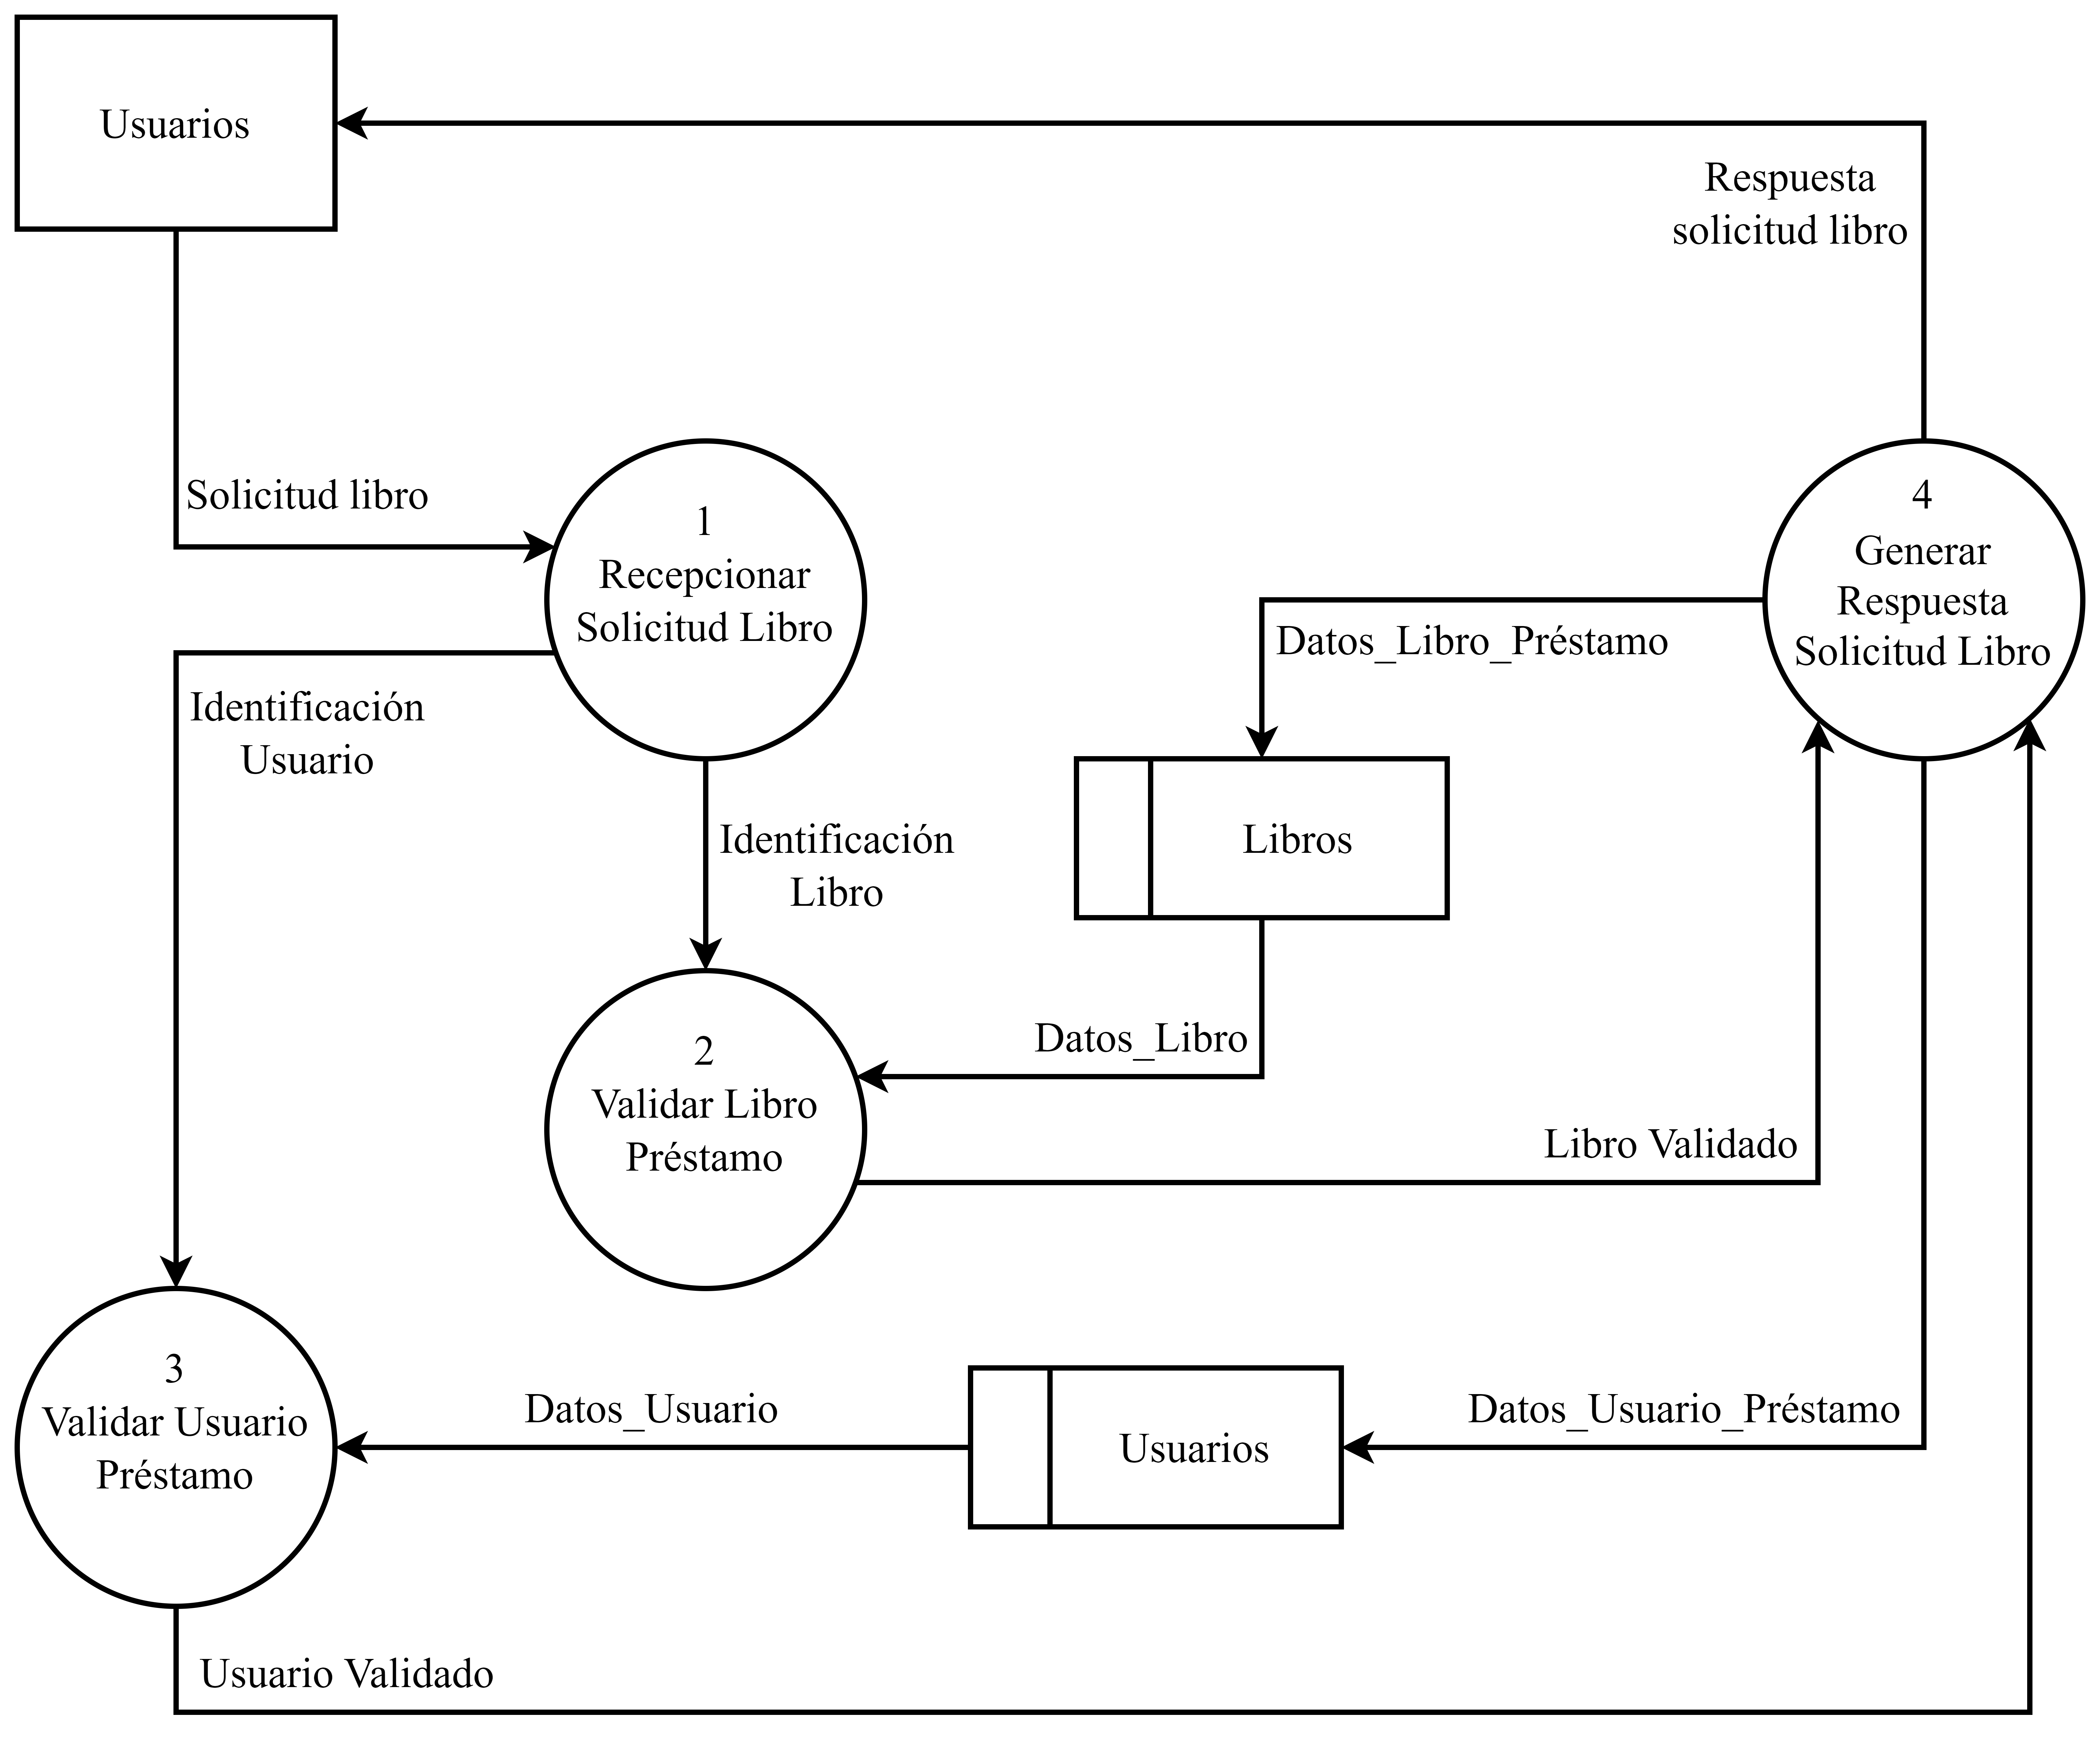 Usuarios
Respuesta
solicitud libro
Solicitud libro
1
Recepcionar
Solicitud Libro
4
Generar
Respuesta
Solicitud Libro
Datos_Libro_Préstamo
Identificación
Usuario
Identificación
Libro
Libros
Datos_Libro
2
Validar Libro
Préstamo
Libro Validado
3
Validar Usuario
Préstamo
Datos_Usuario
Usuarios
Datos_Usuario_Préstamo
Usuario Validado